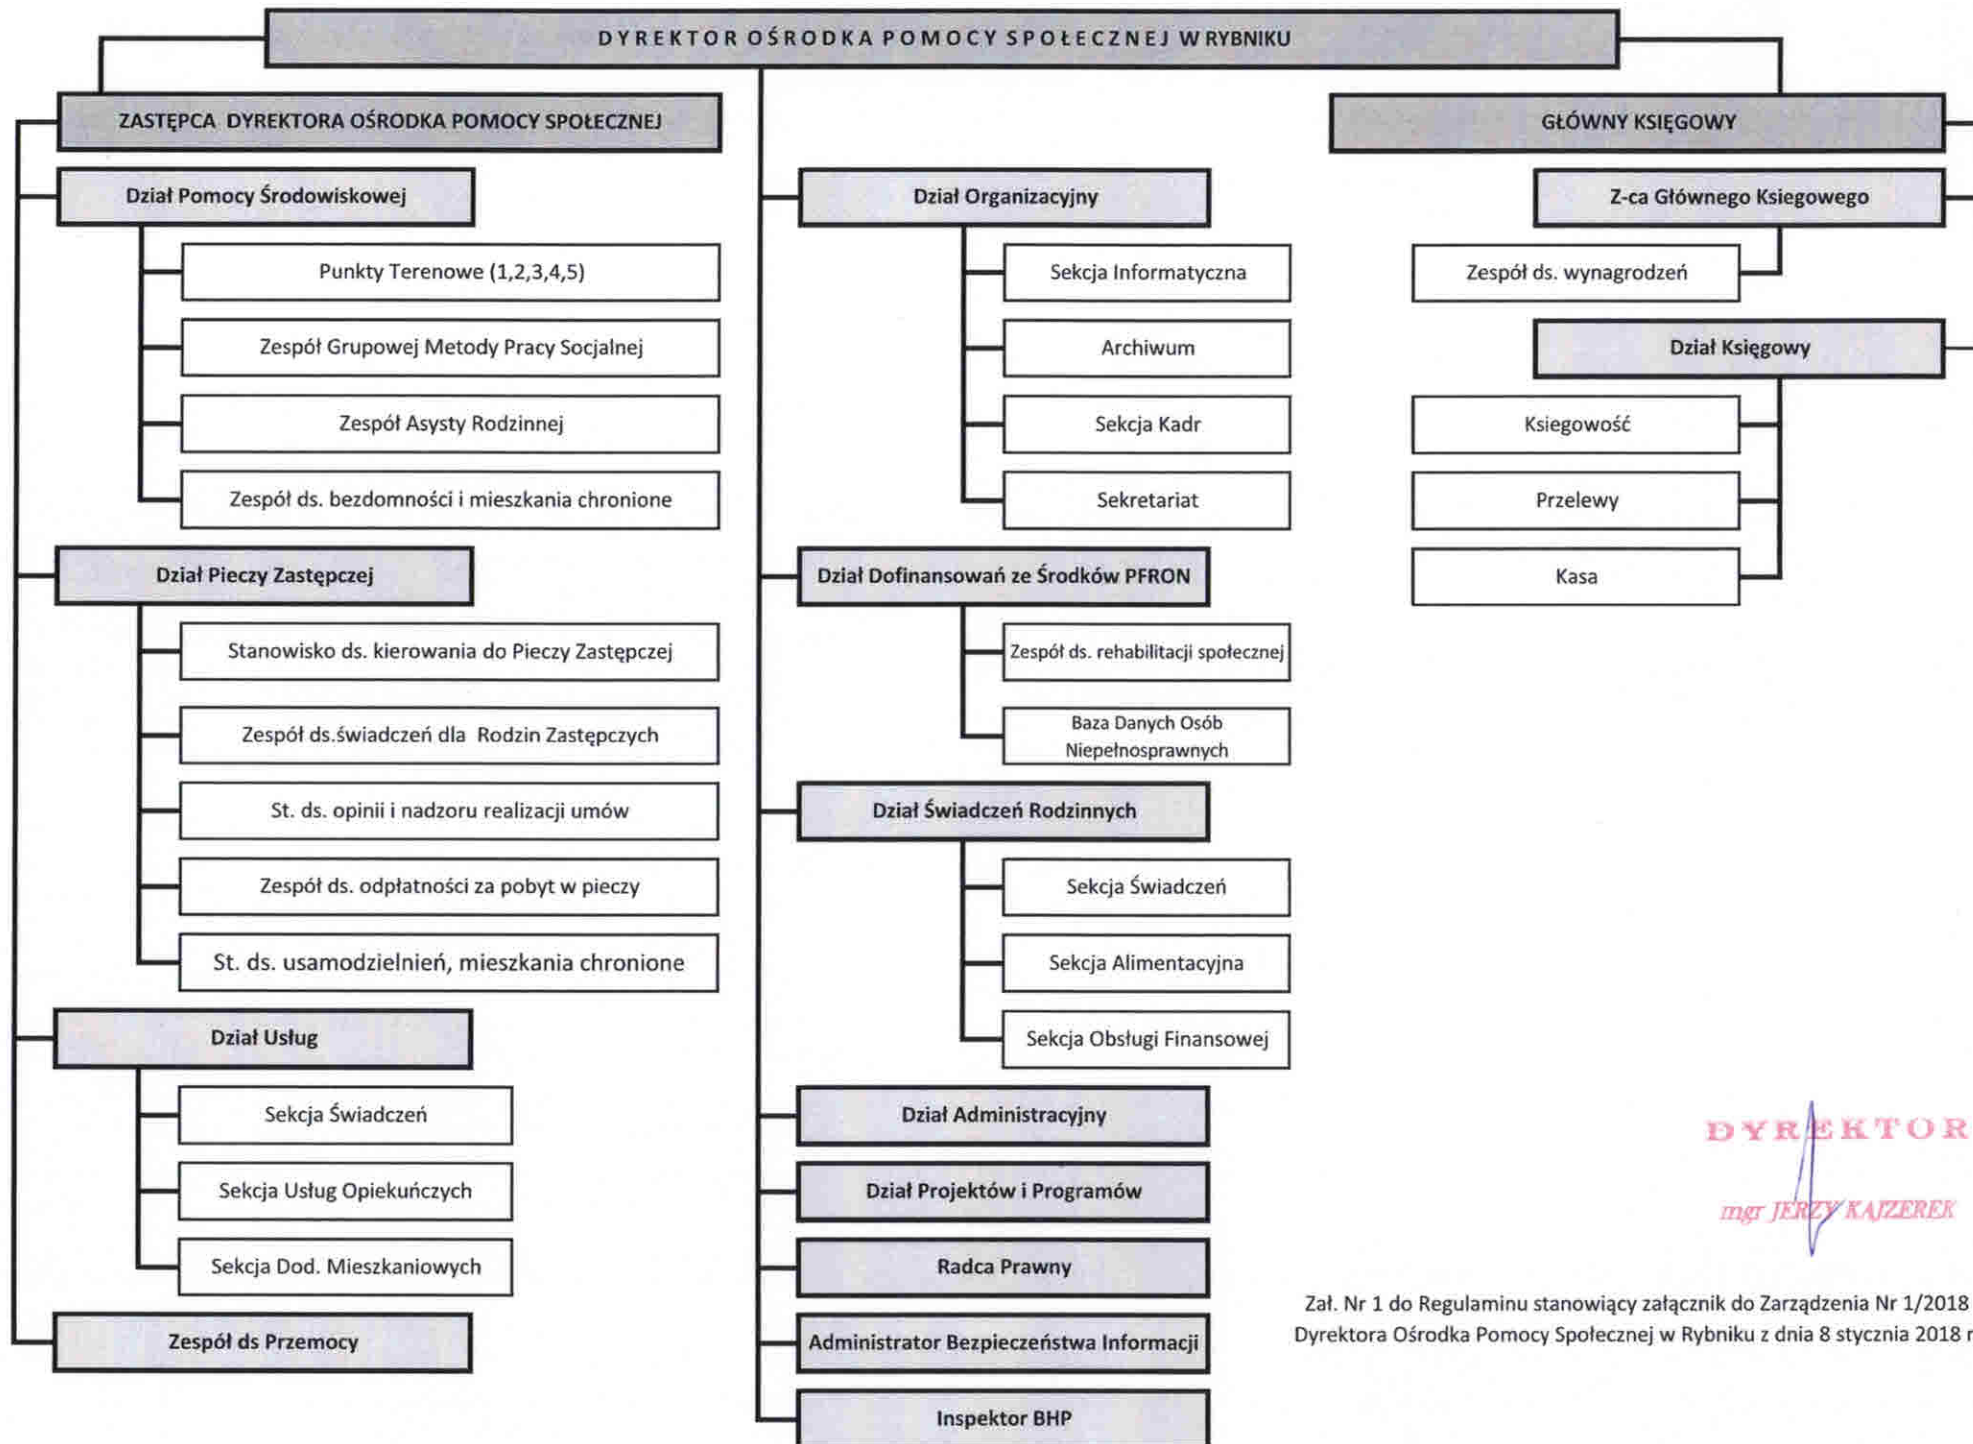 DYREKTOR OŚRODKA POMOCY SPOŁECZNEJ W RYBNIKU
ZASTĘPCA DYREKTORA OŚRODKA POMOCY SPOŁECZNEJ
Dział Pomocy Środowiskowej
Punkty Terenowe (1,2,3,4,5)
Zespół Grupowej Metody Pracy Socjalnej
Zespół Asysty Rodzinnej
Zespół ds. bezdomności i mieszkania chronione
Dział Pieczy Zastępczej
Stanowisko ds. kierowania do Pieczy Zastępczej
Zespół ds.świadczeń dla Rodzin Zastępczych
St. ds. opinii i nadzoru realizacji umów
Zespół ds. odpłatności za pobyt w pieczy
St. ds. usamodzielnień, mieszkania chronione
Dział Usług
Sekcja Świadczeń
Sekcja Usług Opiekuńczych
Sekcja Dod. Mieszkaniowych
Zespół ds Przemocy
Dział Organizacyjny
Sekcja Informatyczna
Archiwum
Sekcja Kadr
Sekretariat
Dział Dofinansowań ze Środków PFRON
Zespół ds. rehabilitacji społecznej
Baza Danych Osób
Niepełnosprawnych
Dział Świadczeń Rodzinnych
Sekcja Świadczeń
Sekcja Alimentacyjna
Sekcja Obsługi Finansowej
Dział Administracyjny
Dział Projektów i Programów
Radca Prawny
Administrator Bezpieczeństwa Informacji
Inspektor BHP
GŁÓWNY KSIĘGOWY
Z-ca Głównego Ksiegowego
Zespół ds. wynagrodzeń
Dział Księgowy
Ksiegowość
Przelewy
Kasa
DYREKTOR
mgr JERZY KAJZEREK
Zał. Nr 1 do Regulaminu stanowiący załącznik do Zarządzenia Nr 1/2018
Dyrektora Ośrodka Pomocy Społecznej w Rybniku z dnia 8 stycznia 2018 r